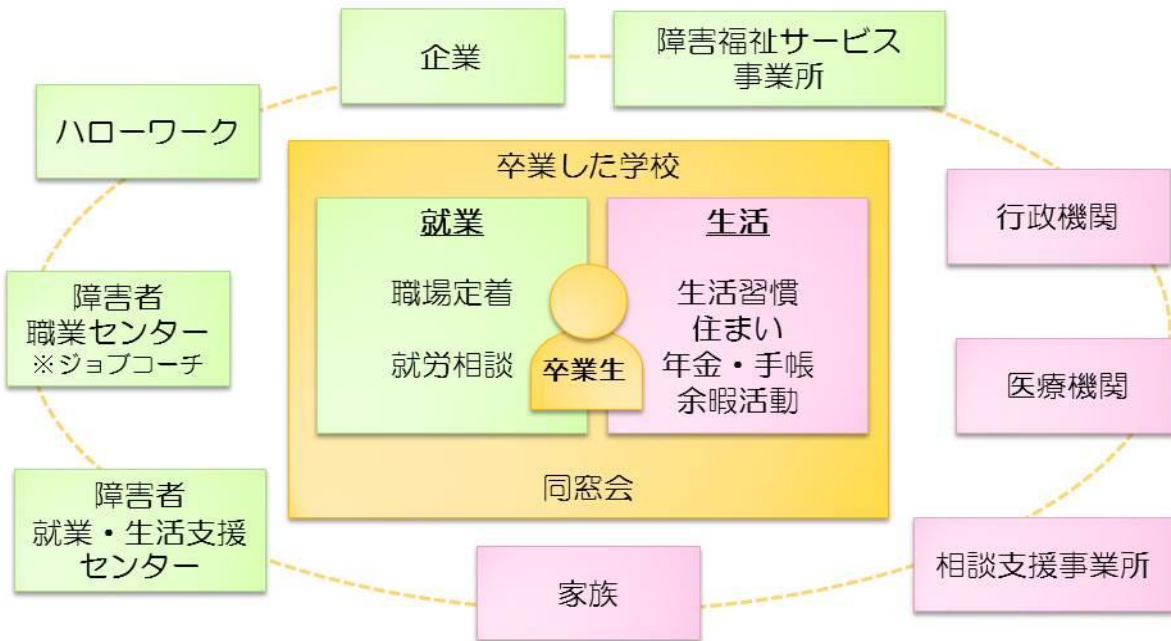 企業
障害福祉サービス
事業所
ハローワーク
卒業した学校
就業
職場定着
就労相談
生活
生活習慣
住まい
年金・手帳
余暇活動
卒業生
同窓会
行政機関
障害者
職業センター
※ジョブコーチ
医療機関
障害者
就業・生活支援
センター
家族
相談支援事業所